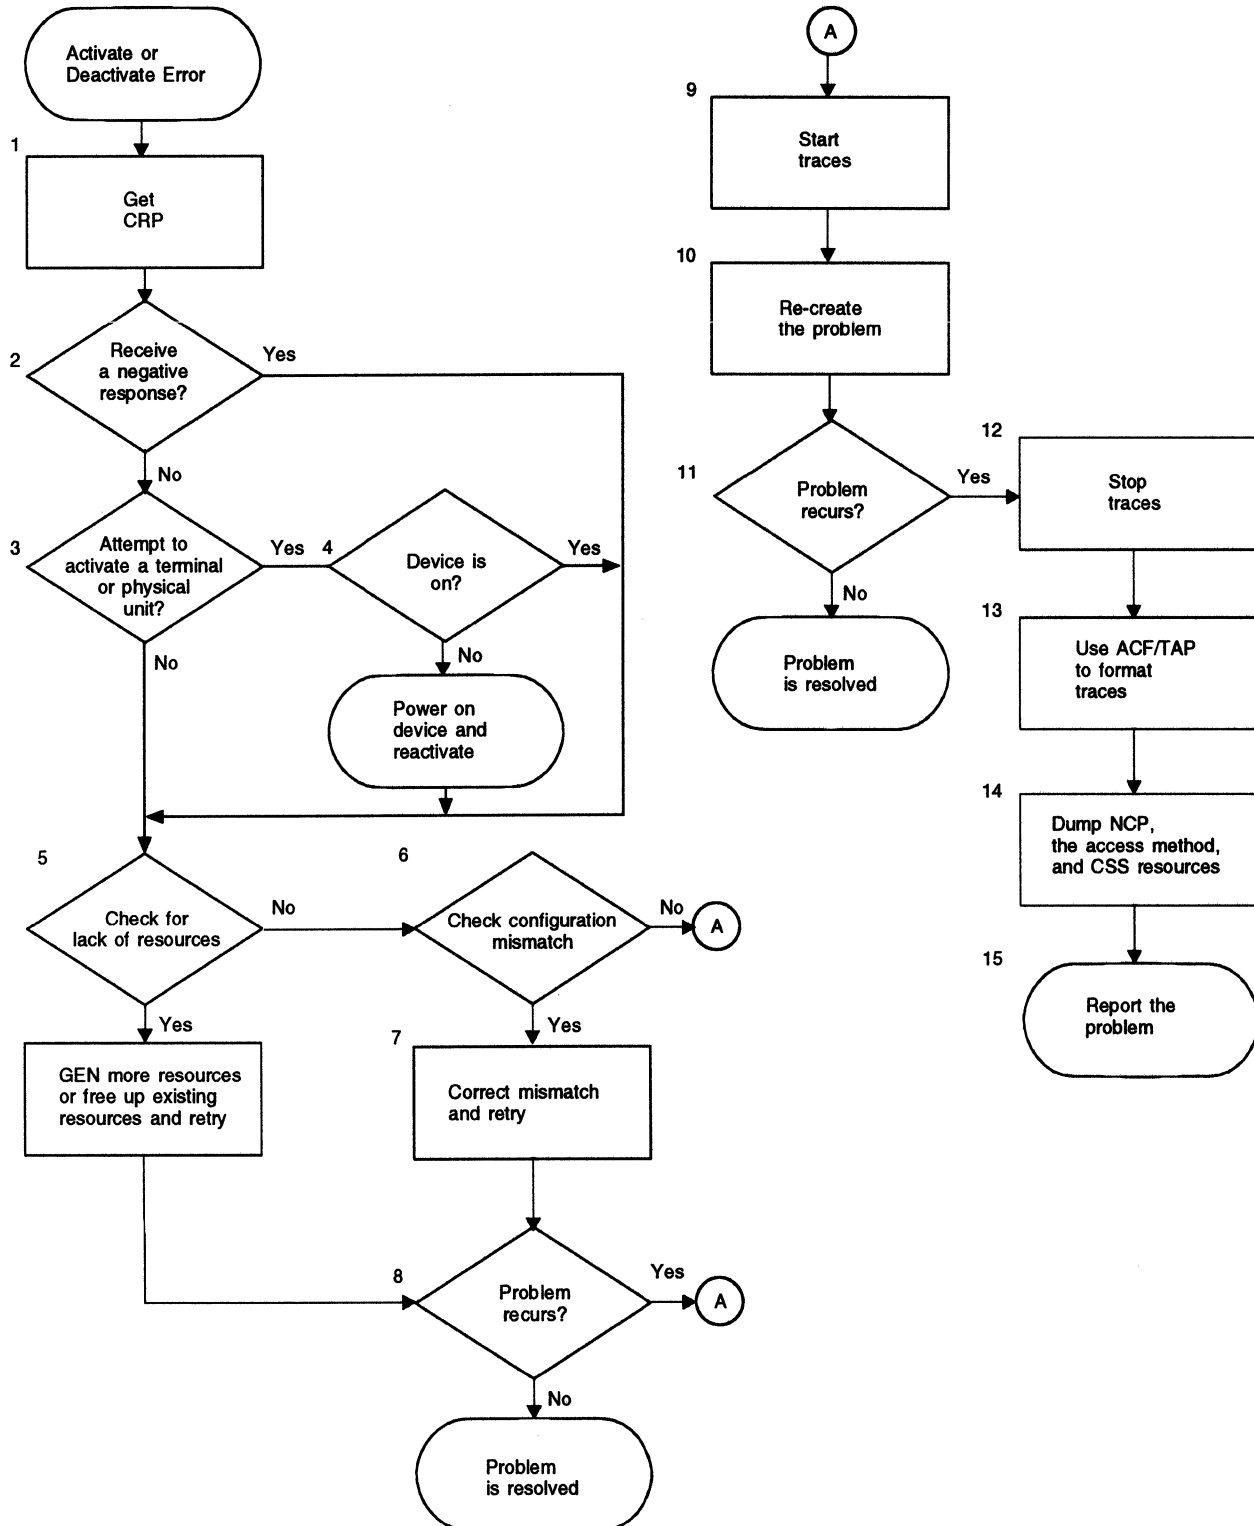 Activate or
Deactivate Error
1
Get
CRP
2
Receive
a negative
response?
Yes
No
3
Attempt to
activate a terminal
or physical
unit?
Yes
4
Device is
on?
Yes
No
No
Power on
device and
reactivate
5
Check for
lack of resources
No
6
Check configuration
mismatch
No
A
Yes
GEN more resources
or free up existing
resources and retry
Yes
7
Correct mismatch
and retry
8
Problem
recurs?
Yes
A
No
Problem
is resolved
A
9
Start
traces
10
Re-create
the problem
11
Problem
recurs?
Yes
No
Problem
is resolved
12
Stop
traces
13
Use ACF/TAP
to format
traces
14
Dump NCP,
the access method,
and CSS resources
15
Report the
problem